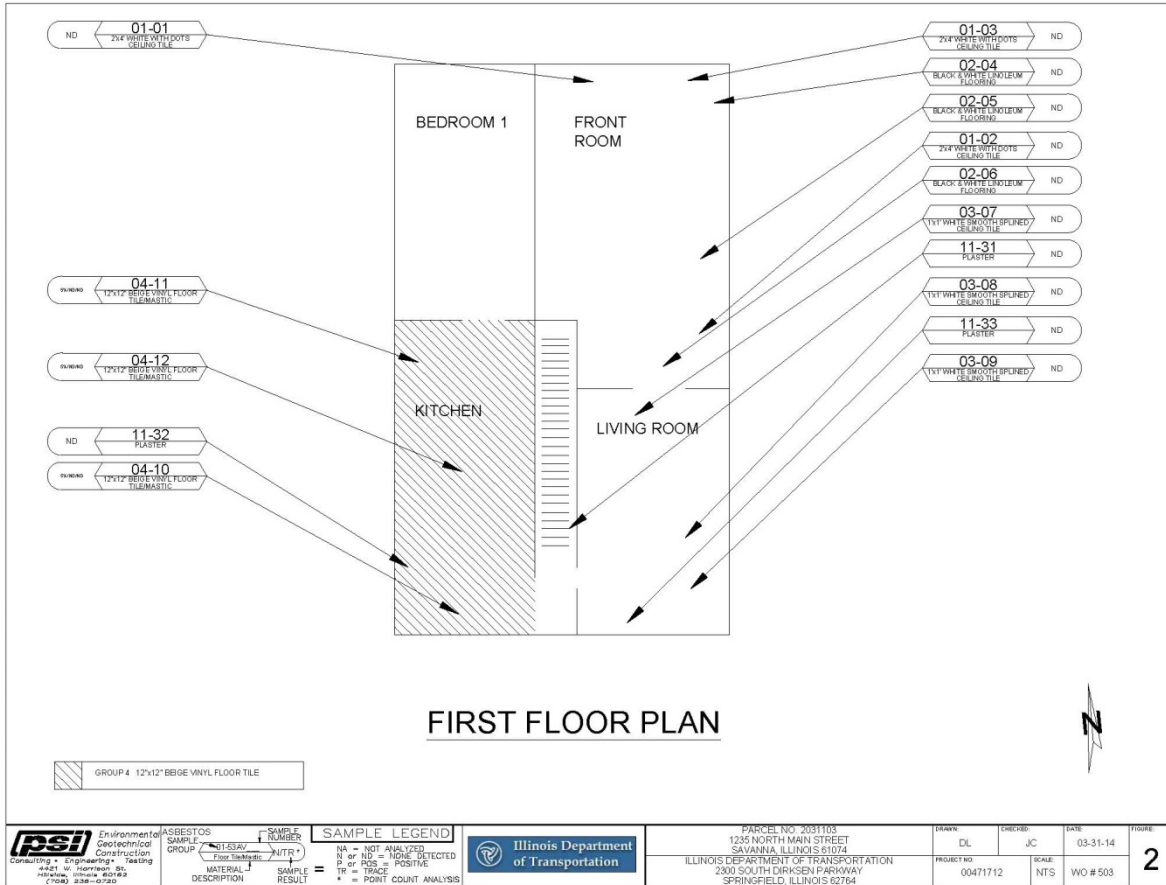 01-01
ND
2'x4' WHITE WITH DOTS
CEILING TILE
01-03
2'x4' WHITE WITH DOTS
CEILING TILE
ND
02-04
BLACK & WHITE LINOLEUM
FLOORING
ND
02-05
BLACK & WHITE LINOLEUM
FLOORING
ND
01-02
2'x4' WHITE WITH DOTS
CEILING TILE
ND
02-06
BLACK & WHITE LINOLEUM
FLOORING
ND
03-07
1'x1' WHITE SMOOTH SPLINED
CEILING TILE
ND
11-31
PLASTER
ND
03-08
1'x1' WHITE SMOOTH SPLINED
CEILING TILE
ND
11-33
PLASTER
ND
03-09
1'x1' WHITE SMOOTH SPLINED
CEILING TILE
ND
BEDROOM 1
FRONT
ROOM
04-11
12"x12" BEIGE VINYL FLOOR
TILE/MASTIC
04-12
12"x12" BEIGE VINYL FLOOR
TILE/MASTIC
ND
11-32
PLASTER
04-10
12"x12" BEIGE VINYL FLOOR
TILE/MASTIC
KITCHEN
LIVING ROOM
FIRST FLOOR PLAN
N
GROUP 4 12"x12" BEIGE VINYL FLOOR TILE
psi
Environmental
Geotechnical
Construction
Consulting • Engineering • Testing
4421 W. Harrison St.
Hillside, Illinois 60162
(708) 236-0720
ASBESTOS
SAMPLE
GROUP
SAMPLE
NUMBER
01-53AV
Floor Tile/Mastic
N/TR *
MATERIAL
DESCRIPTION
SAMPLE
RESULT
=
SAMPLE LEGEND
NA = NOT ANALYZED
N or ND = NONE DETECTED
P or POS = POSITIVE
TR = TRACE
* = POINT COUNT ANALYSIS
Illinois Department
of Transportation
PARCEL NO. 2031103
1235 NORTH MAIN STREET
SAVANNA, ILLINOIS 61074
ILLINOIS DEPARTMENT OF TRANSPORTATION
2300 SOUTH DIRKSEN PARKWAY
SPRINGFIELD, ILLINOIS 62764
DRAWN:
DL
CHECKED:
JC
DATE:
03-31-14
FIGURE:
2
PROJECT NO:
00471712
SCALE:
NTS
WO # 503